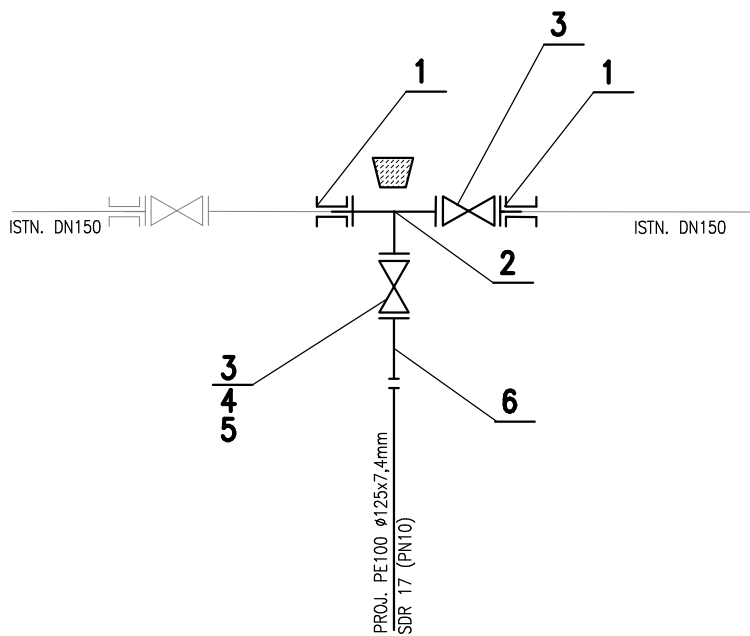 3
1
1
ISTN. DN150
ISTN. DN150
2
3
4
5
6
PROJ. PE100 ø125x7,4mm
SDR 17 (PN10)